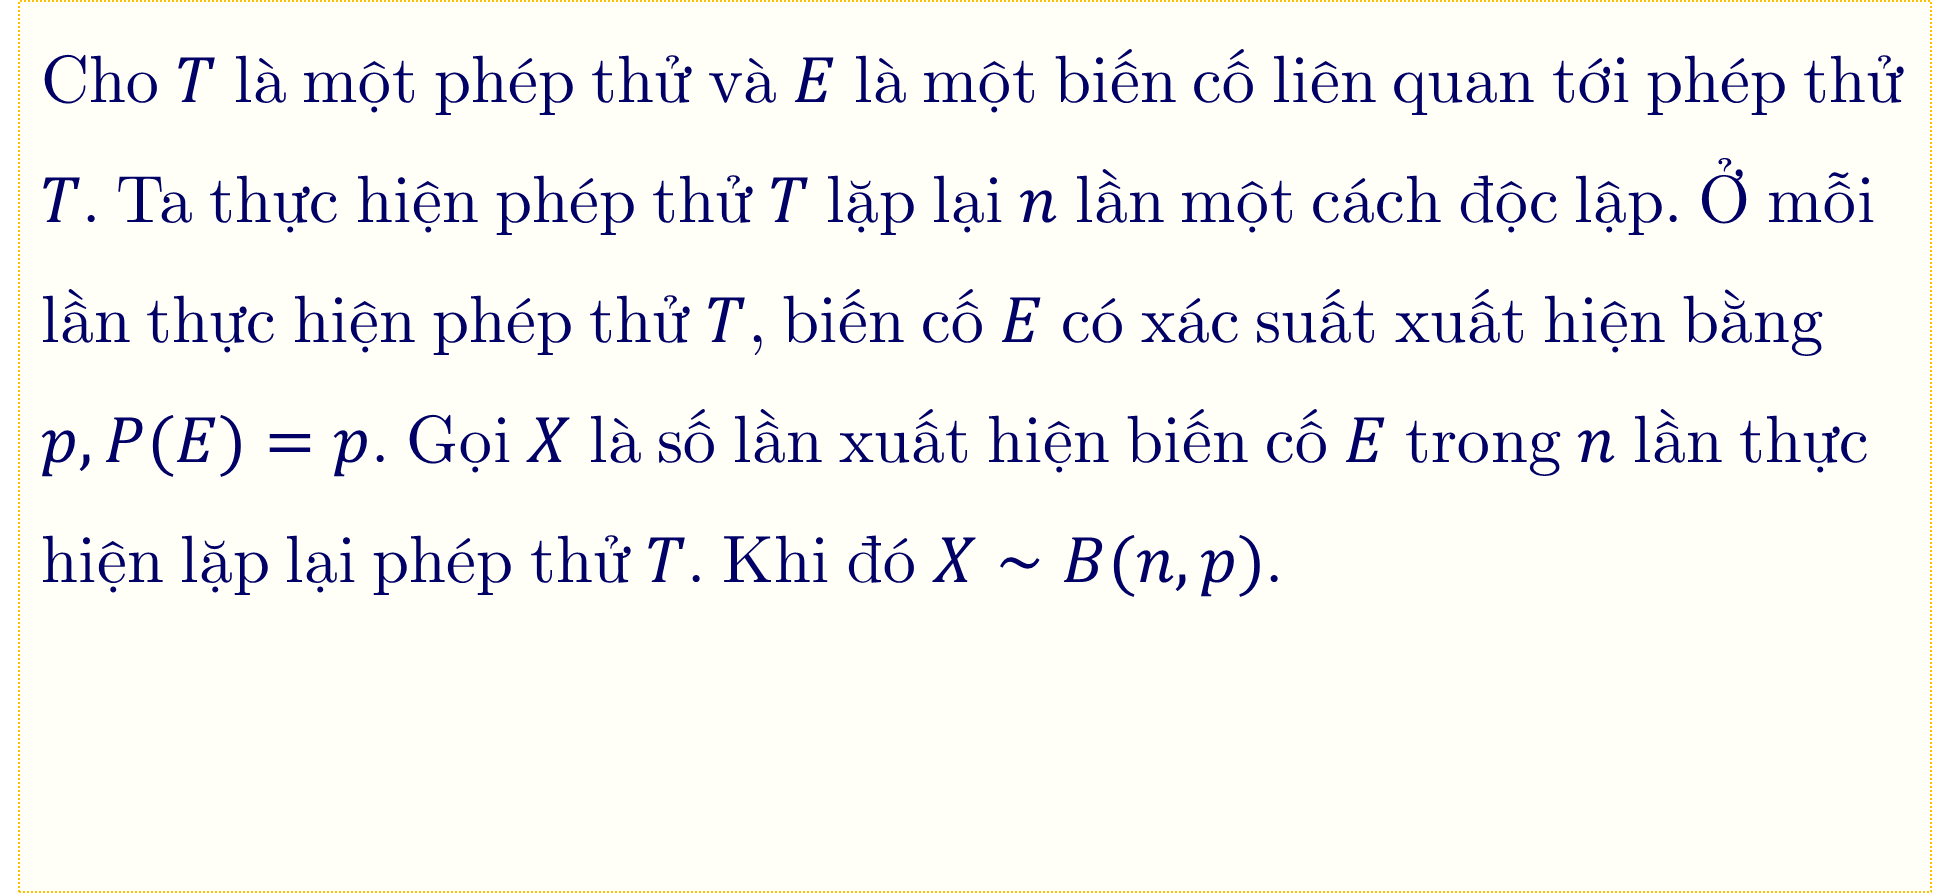 Cho T là một phép thử và E là một biến cố liên quan tới phép thử
T. Ta thực hiện phép thử T lặp lại n lần một cách độc lập. Ở mỗi
lần thực hiện phép thử T, biến cố E có xác suất xuất hiện bằng
p, P(E) = p. Gọi X là số lần xuất hiện biến cố E trong n lần thực
hiện lặp lại phép thử T. Khi đó X ~ B(n, p).